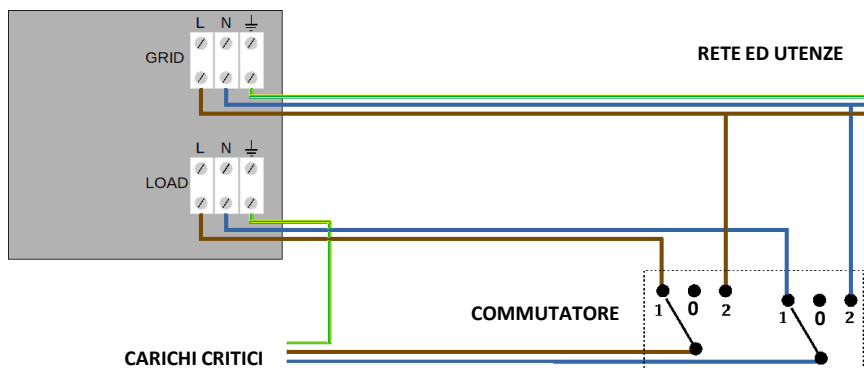 L N
GRID
RETE ED UTENZE
L N
LOAD
1 0 2
1 0 2
COMMUTATORE
CARICHI CRITICI